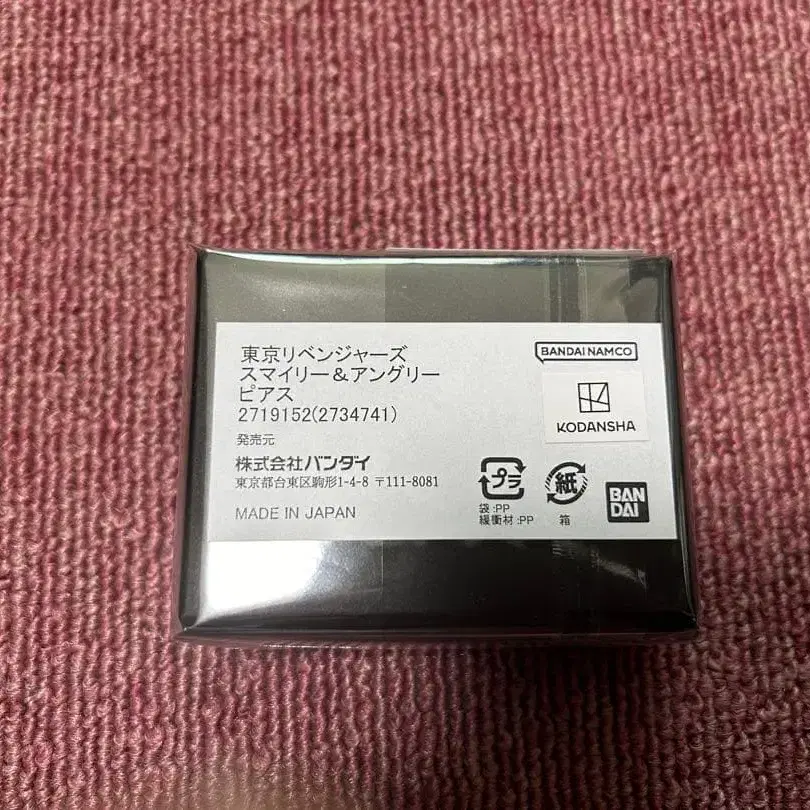 東京リベンジャーズ
スマイリー＆アングリー
ピアス
2719152(2734741)
発売元
株式会社バンダイ
東京都台東区駒形1-4-8 〒111-8081
MADE IN JAPAN
BANDAI NAMCO
KODANSHA
プラ
袋:PP
緩衝材:PP
紙
箱
BAN
DAI